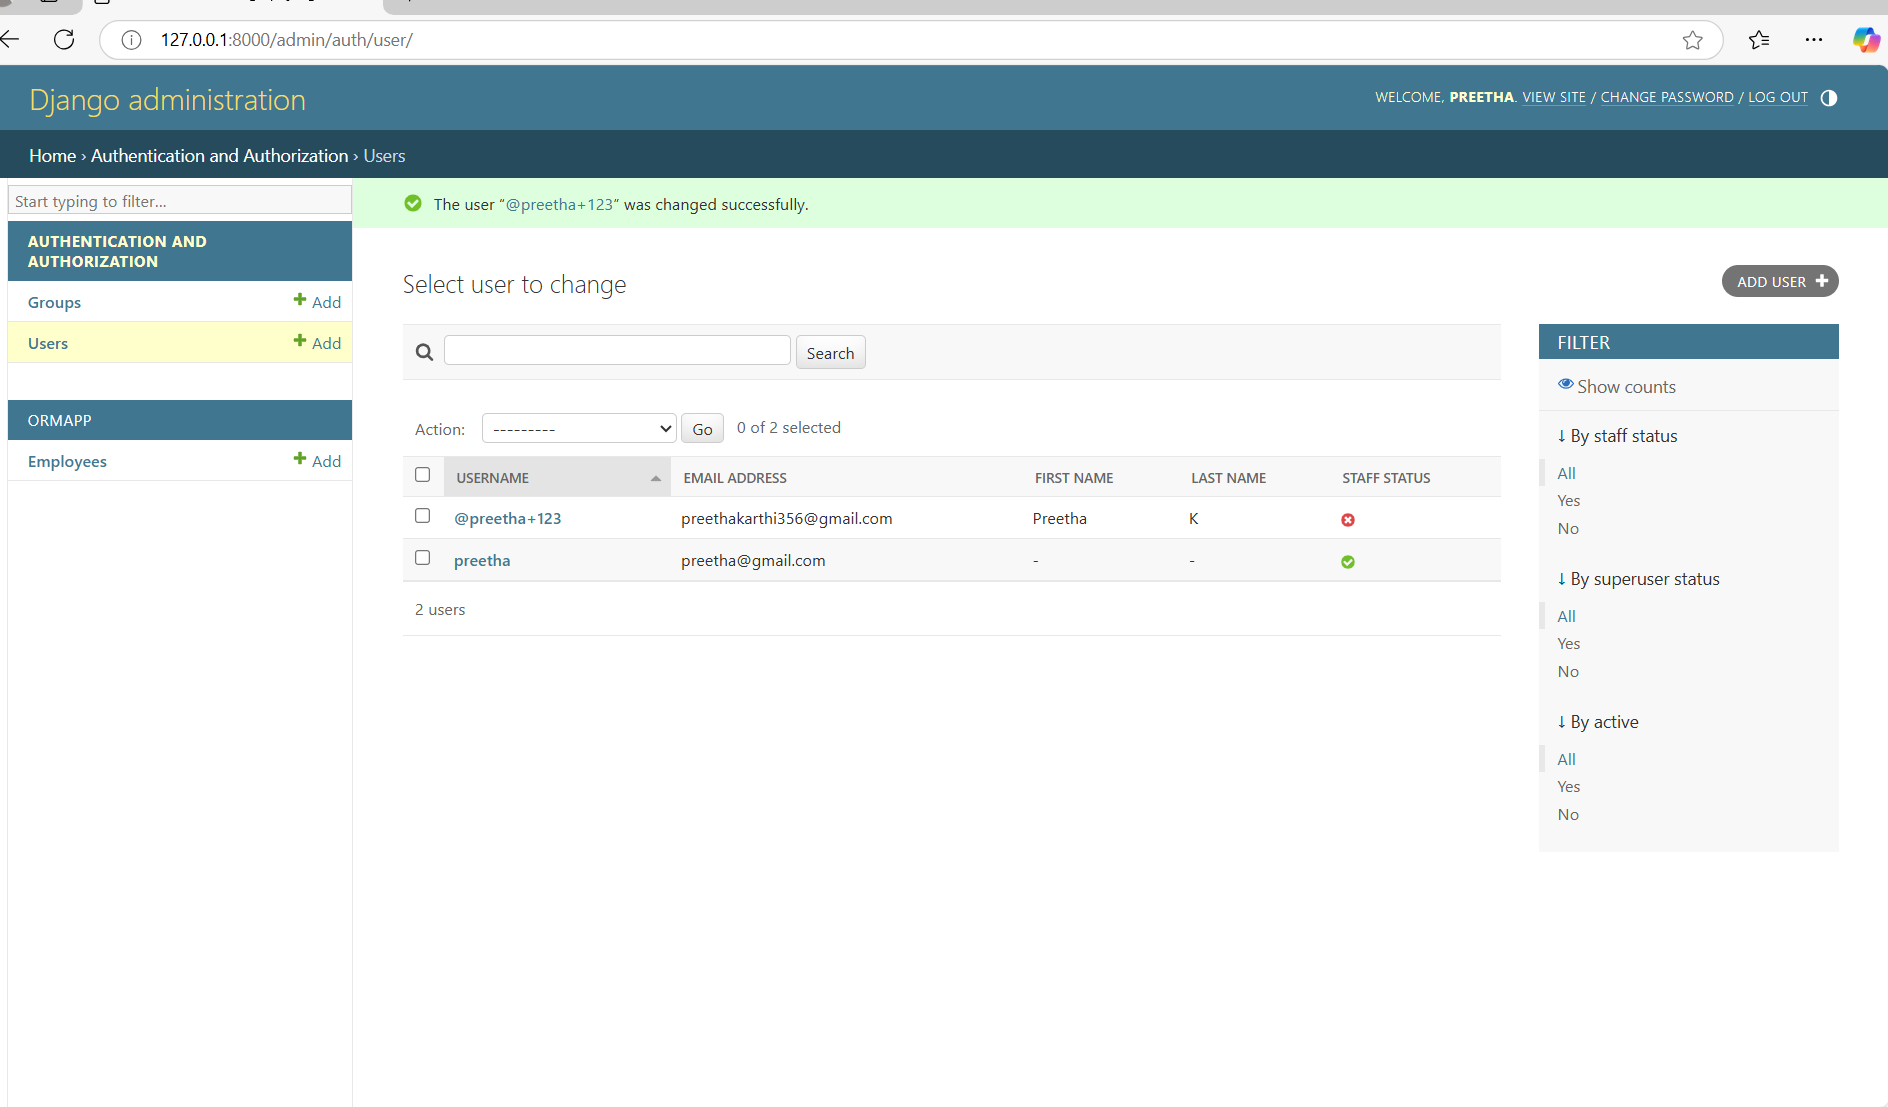 127.0.0.1:8000/admin/auth/user/
Django administration
WELCOME, PREETHA. VIEW SITE / CHANGE PASSWORD / LOG OUT
Home › Authentication and Authorization › Users
Start typing to filter...
The user “@preetha+123” was changed successfully.
AUTHENTICATION AND
AUTHORIZATION
Groups
Add
Users
Add
ORMAPP
Employees
Add
Select user to change
ADD USER
Search
Action:
---------
Go
0 of 2 selected
USERNAME EMAIL ADDRESS FIRST NAME LAST NAME STAFF STATUS
@preetha+123 preethakarthi356@gmail.com Preetha K
preetha preetha@gmail.com - -
2 users
FILTER
Show counts
↓ By staff status
All
Yes
No
↓ By superuser status
All
Yes
No
↓ By active
All
Yes
No